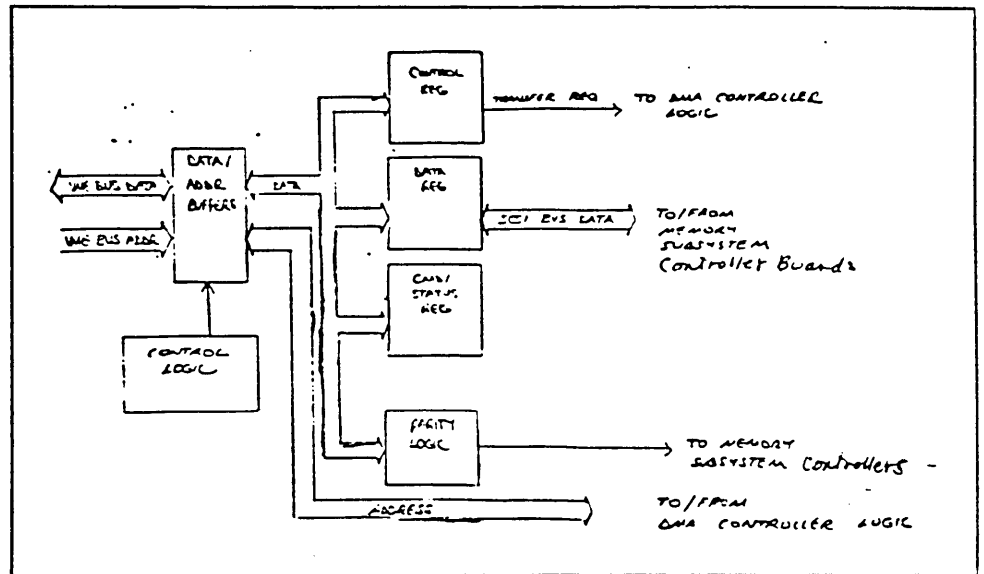 CONTROL
REG
TRANSFER REQ
TO DMA CONTROLLER
LOGIC
DATA/
ADDR
BUFFERS
VME BUS DATA
DATA
DATA
REG
SCSI BUS DATA
TO/FROM
MEMORY
SUBSYSTEM
Controller Boards
VME BUS ADDR
CMD/
STATUS
REG
CONTROL
LOGIC
PARITY
LOGIC
TO MEMORY
SUBSYSTEM Controllers -
ADDRESS
TO/FROM
DMA CONTROLLER LOGIC